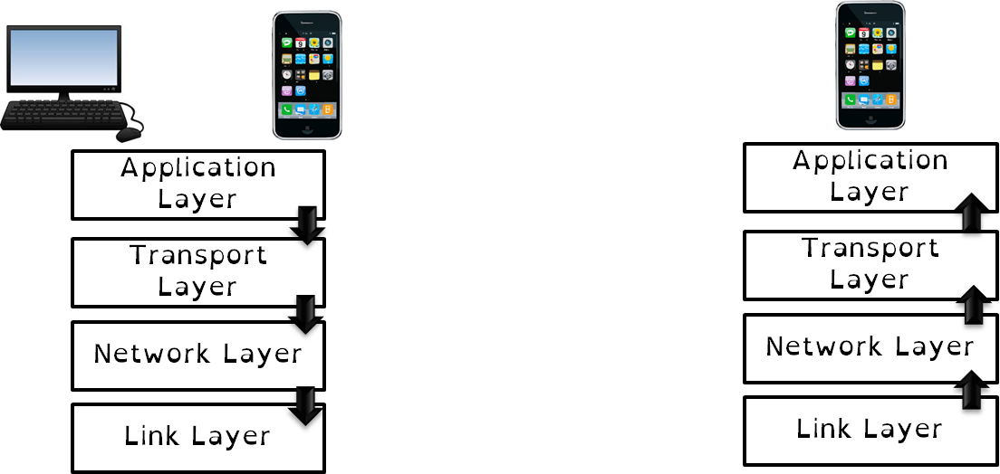 Application
Layer
Transport
Layer
Network Layer
Link Layer
Application
Layer
Transport
Layer
Network Layer
Link Layer